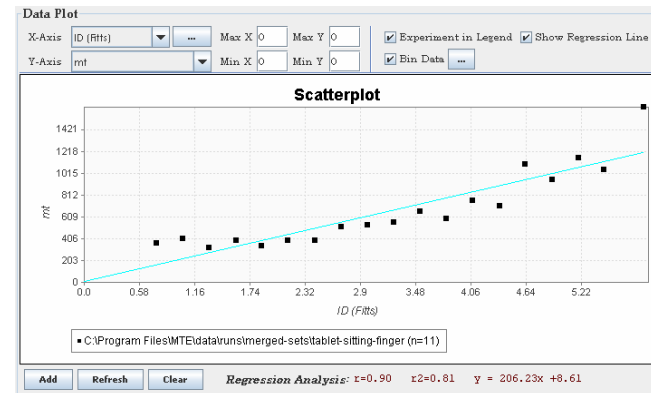 Data Plot
X-Axis ID (Fitts) ... Max X 0 Max Y 0 Experiment in Legend Show Regression Line
Y-Axis mt Min X 0 Min Y 0 Bin Data ...
Scatterplot
1421
1218
1015
812
609
406
203
0
mt
0.0 0.58 1.16 1.74 2.32 2.9 3.48 4.06 4.64 5.22
ID (Fitts)
C:\Program Files\MTE\data\runs\merged-sets\tablet-sitting-finger (n=11)
Add Refresh Clear Regression Analysis: r=0.90 r2=0.81 y = 206.23x +8.61